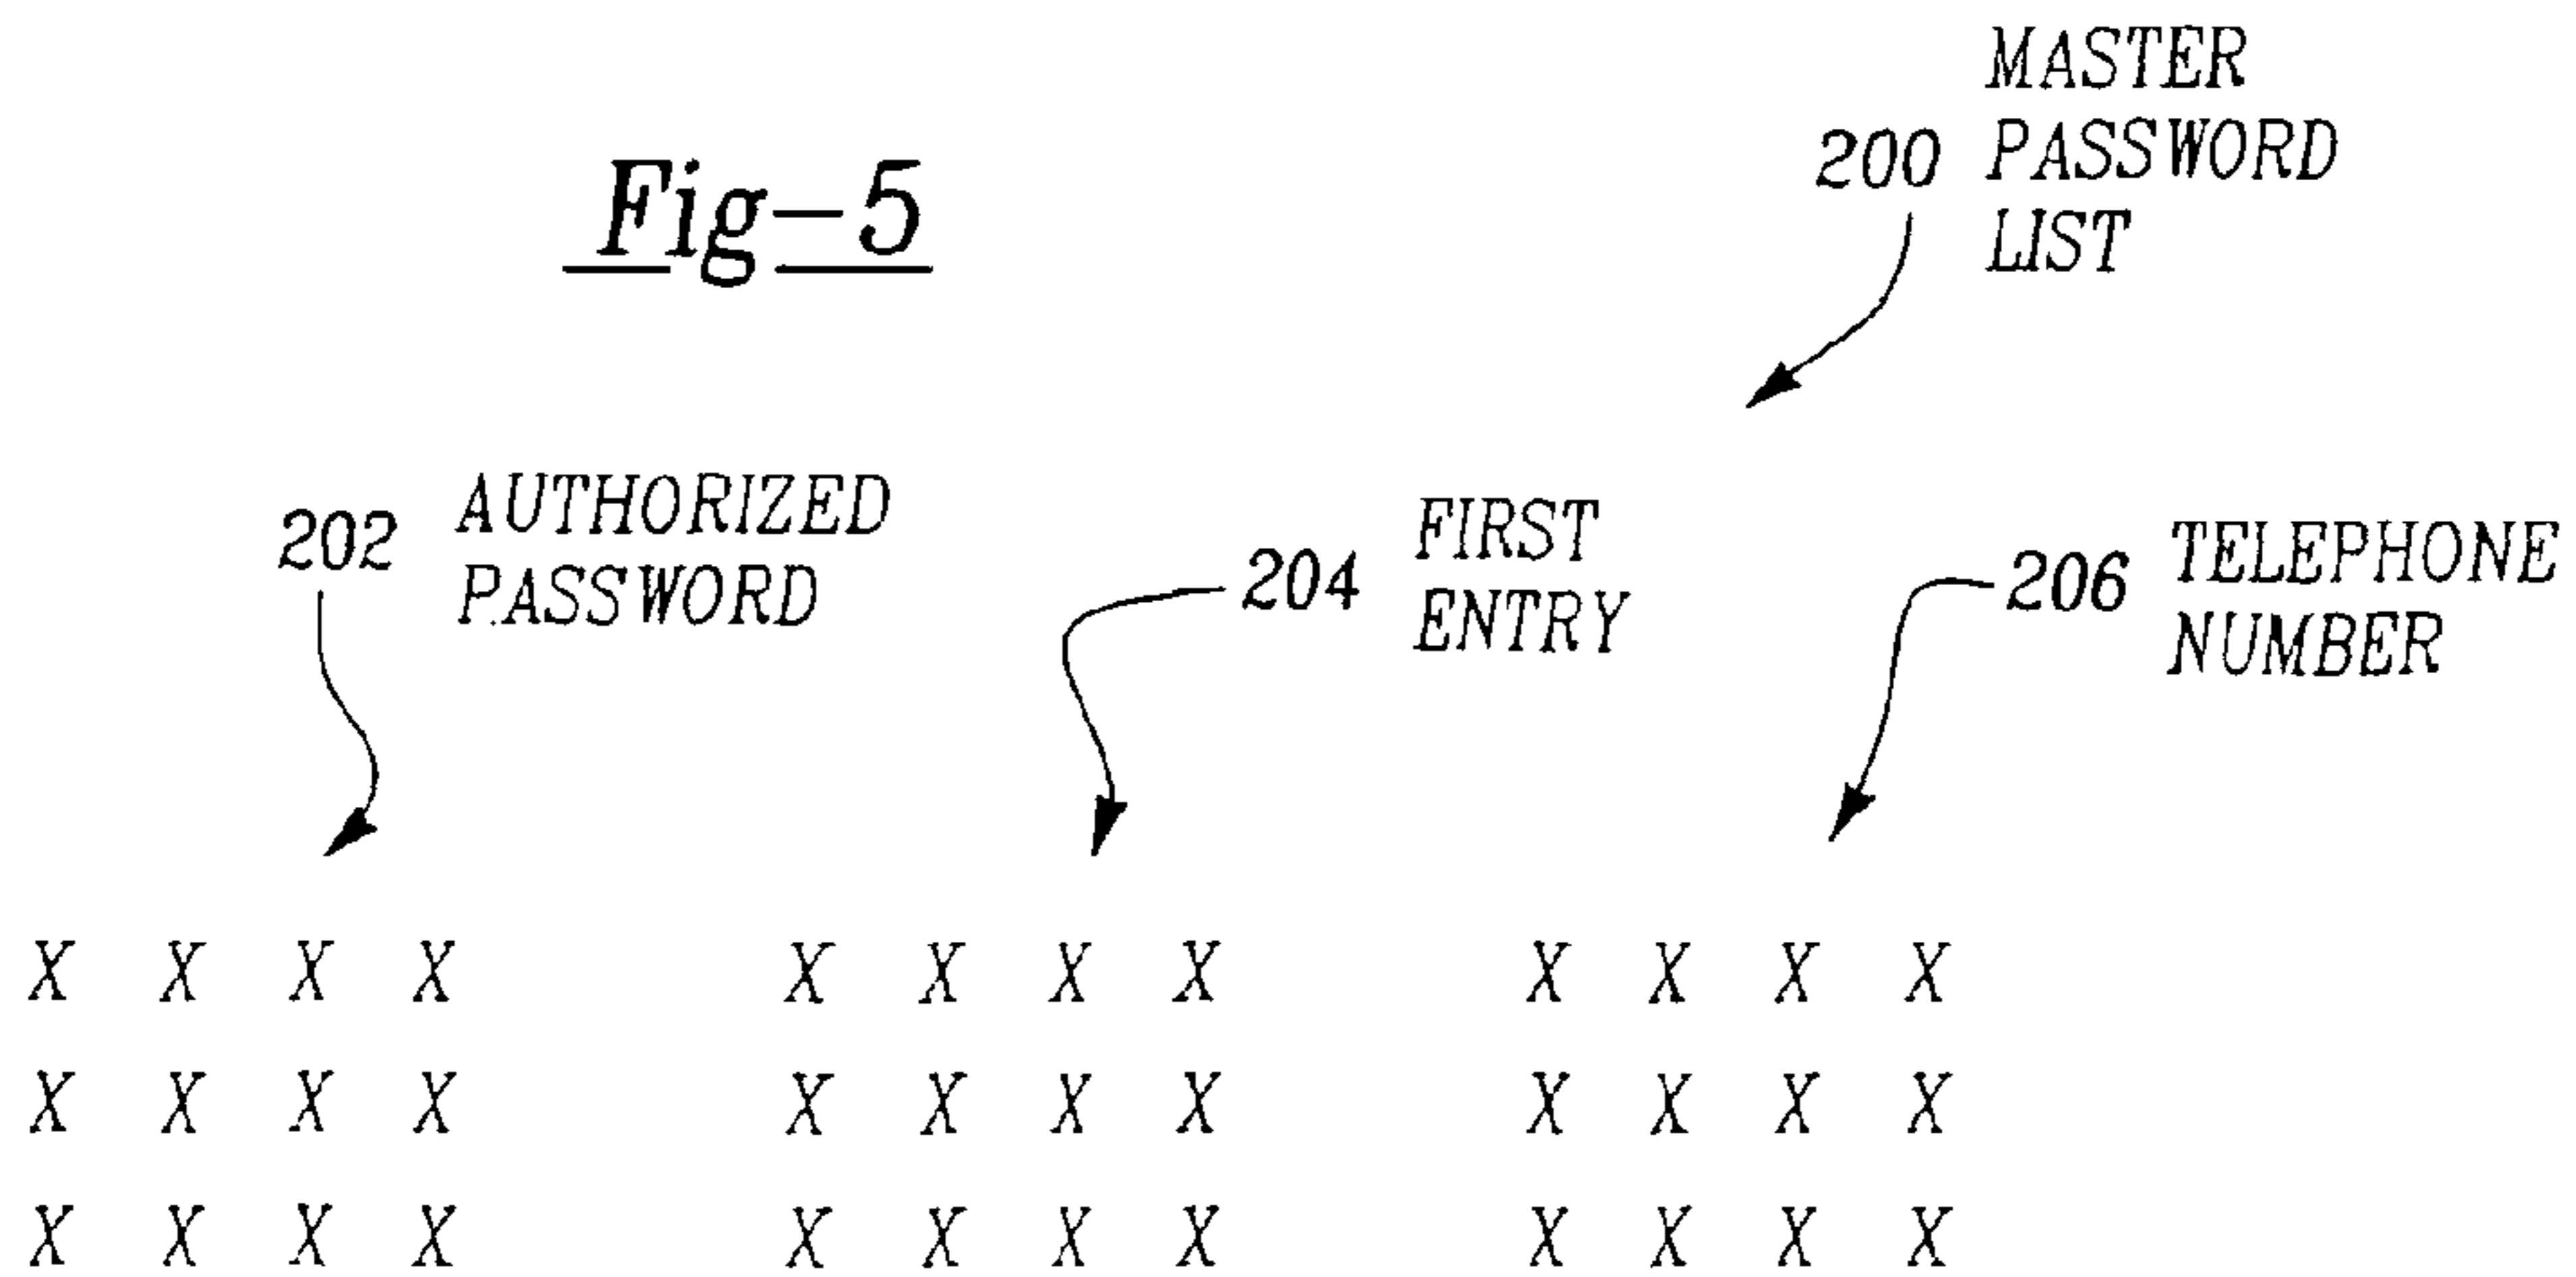 Fig-5
200 MASTER
PASSWORD
LIST
202 AUTHORIZED
PASSWORD
204 FIRST
ENTRY
206 TELEPHONE
NUMBER
X X X X X X X X X X X X
X X X X X X X X X X X X
X X X X X X X X X X X X